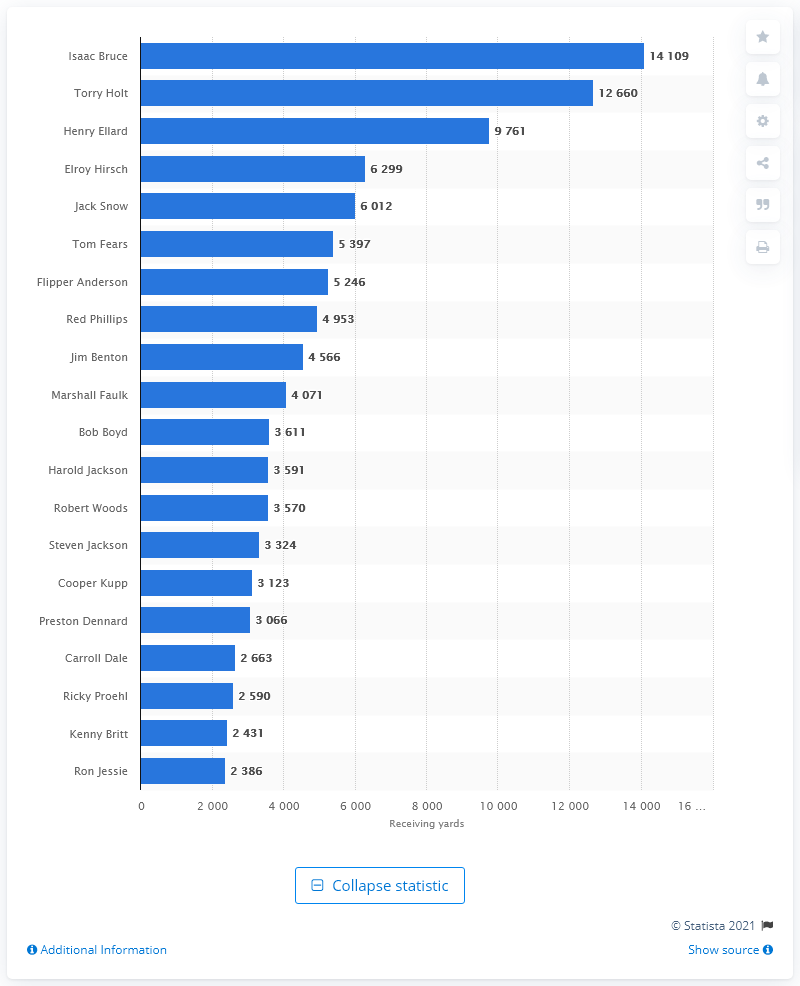 Isaac Bruce 14 109
Torry Holt 12 660
Henry Ellard 9 761
Elroy Hirsch 6 299
Jack Snow 6 012
Tom Fears 5 397
Flipper Anderson 5 246
Red Phillips 4 953
Jim Benton 4 566
Marshall Faulk 4 071
Bob Boyd 3 611
Harold Jackson 3 591
Robert Woods 3 570
Steven Jackson 3 324
Cooper Kupp 3 123
Preston Dennard 3 066
Carroll Dale 2 663
Ricky Proehl 2 590
Kenny Britt 2 431
Ron Jessie 2 386
0 2 000 4 000 6 000 8 000 10 000 12 000 14 000 16 ...
Receiving yards
Collapse statistic
© Statista 2021
Additional Information Show source